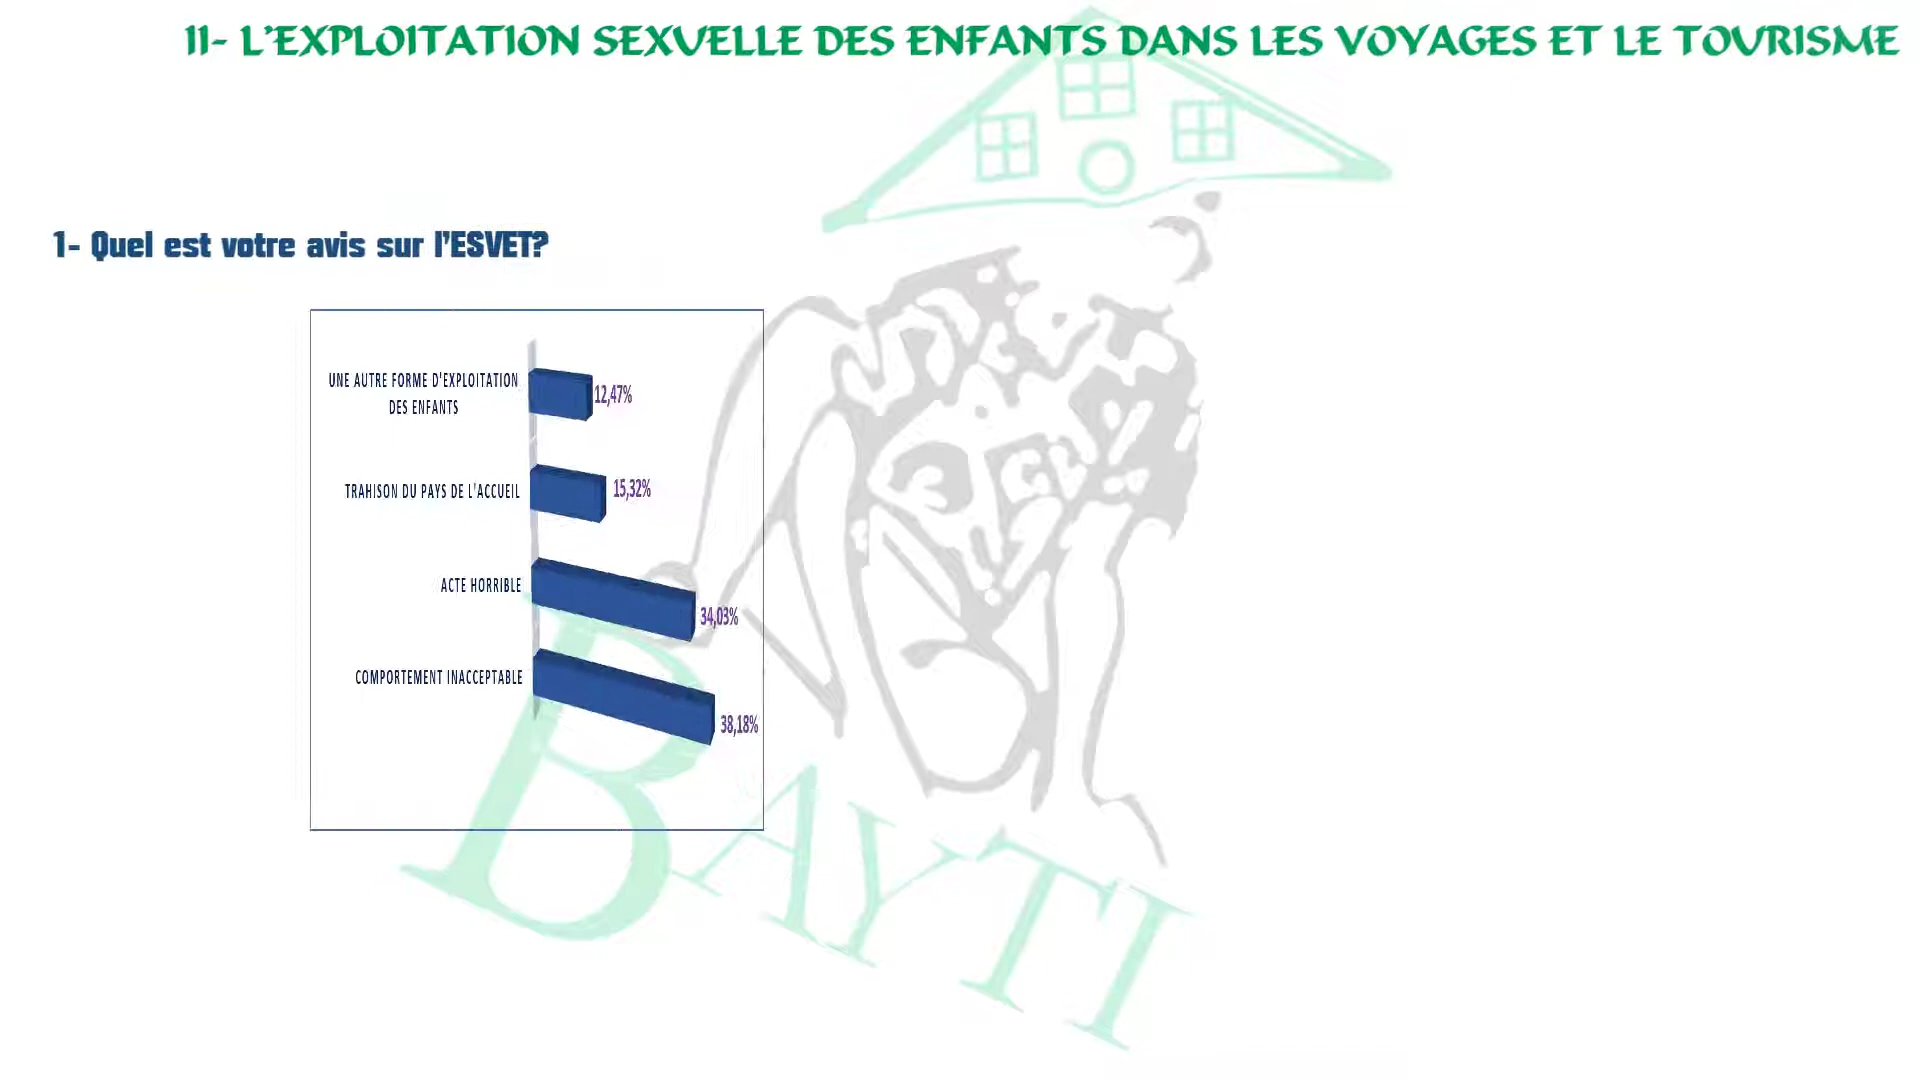 II- L'EXPLOITATION SEXUELLE DES ENFANTS DANS LES VOYAGES ET LE TOURISME
1- Quel est votre avis sur l'ESVET?
UNE AUTRE FORME D'EXPLOITATION
DES ENFANTS
12,47%
TRAHISON DU PAYS DE L'ACCUEIL
15,32%
ACTE HORRIBLE
34,03%
COMPORTEMENT INACCEPTABLE
38,18%
BAYTI